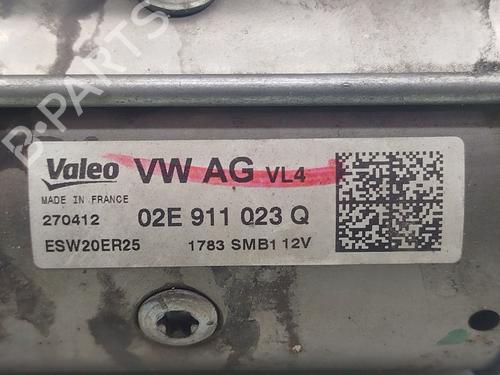 B-PARTS
Valeo VW AG VL4
MADE IN FRANCE
270412 02E 911 023 Q
ESW20ER25 1783 SMB1 12V